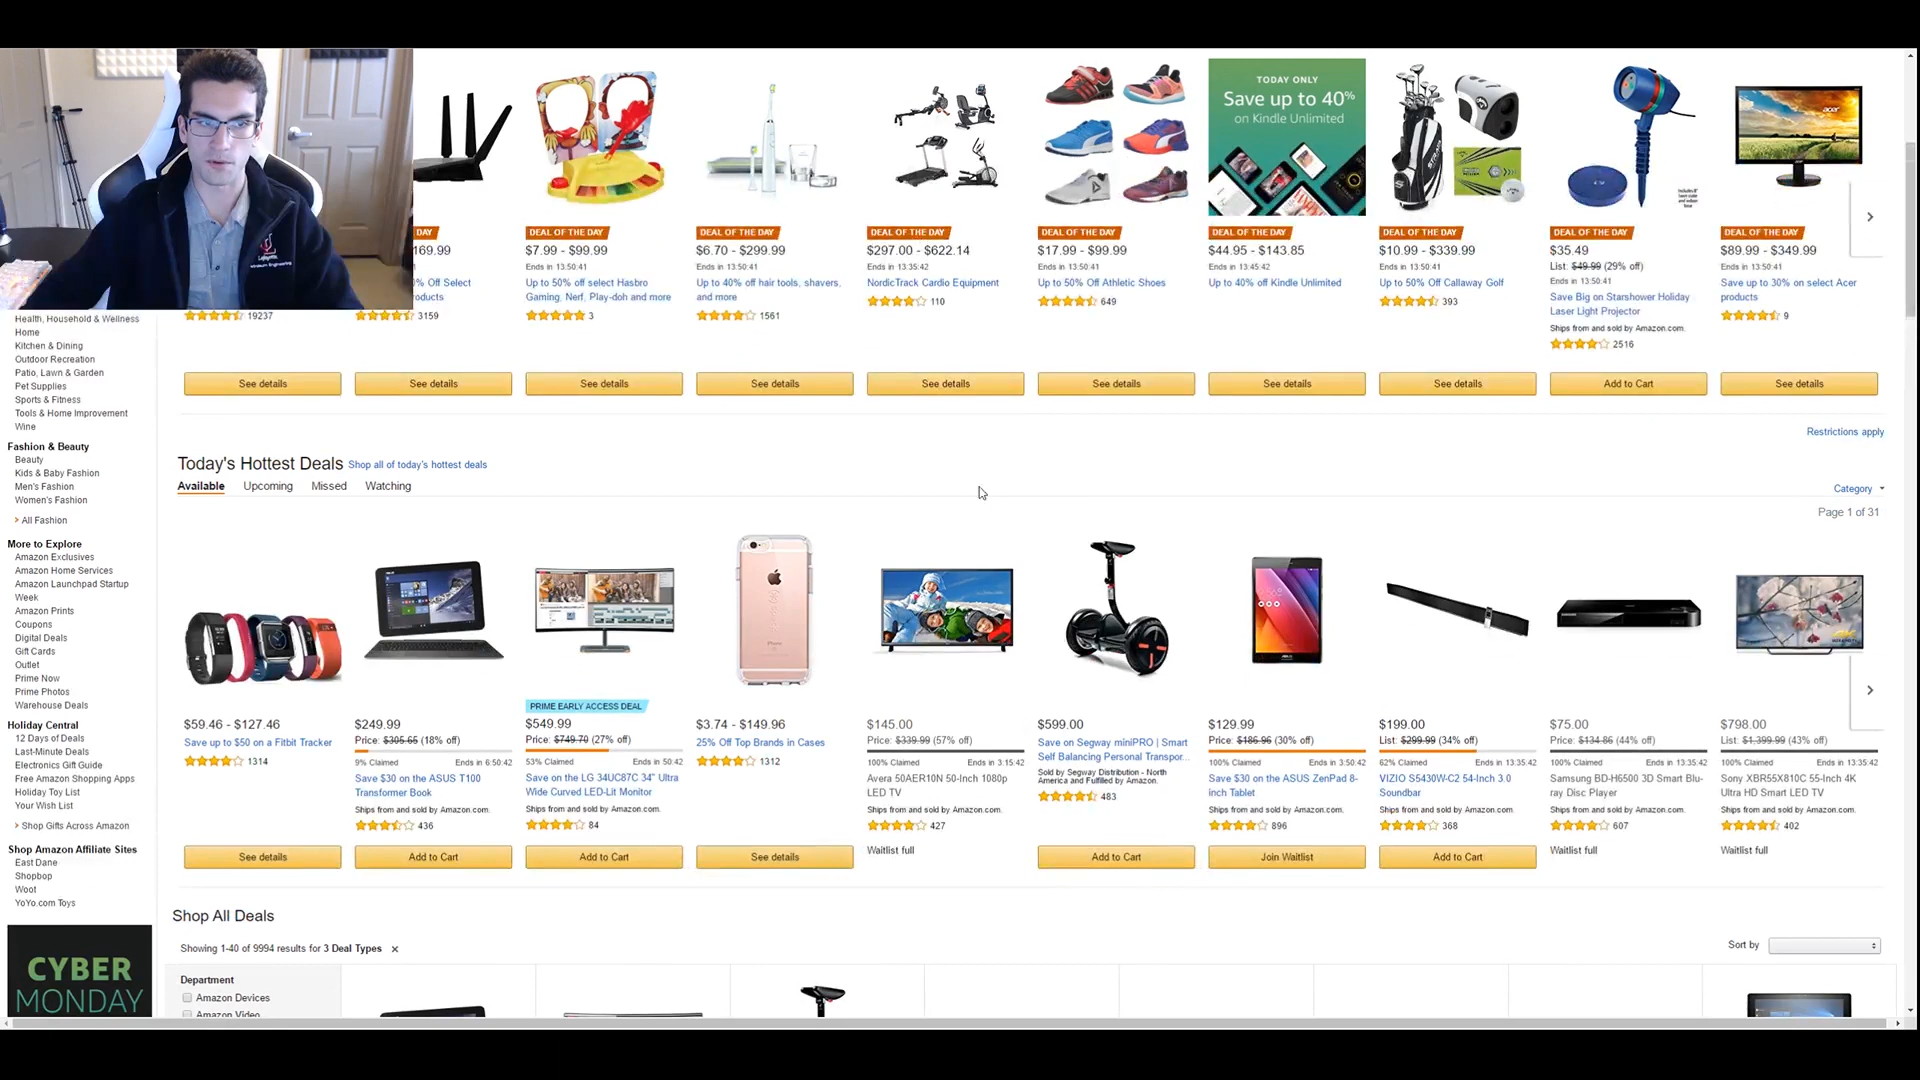 TODAY ONLY
Save up to 40%
on Kindle Unlimited
acer
DAY
169.99
% Off Select
oducts
19237
3159
See details
See details
DEAL OF THE DAY
$7.99 - $99.99
Ends in 13:50:41
Up to 50% off select Hasbro
Gaming, Nerf, Play-doh and more
3
See details
DEAL OF THE DAY
$6.70 - $299.99
Ends in 13:50:41
Up to 40% off hair tools, shavers,
and more
1561
See details
DEAL OF THE DAY
$297.00 - $622.14
Ends in 13:35:42
NordicTrack Cardio Equipment
110
See details
DEAL OF THE DAY
$17.99 - $99.99
Ends in 13:50:41
Up to 50% Off Athletic Shoes
649
See details
DEAL OF THE DAY
$44.95 - $143.85
Ends in 13:45:42
Up to 40% off Kindle Unlimited
See details
DEAL OF THE DAY
$10.99 - $339.99
Ends in 13:50:41
Up to 50% Off Callaway Golf
393
See details
DEAL OF THE DAY
$35.49
List: $49.99 (29% off)
Ends in 13:50:41
Save Big on Starshower Holiday
Laser Light Projector
Ships from and sold by Amazon.com.
2516
Add to Cart
DEAL OF THE DAY
$89.99 - $349.99
Ends in 13:50:41
Save up to 30% on select Acer
products
9
See details
Health, Household & Wellness
Home
Kitchen & Dining
Outdoor Recreation
Patio, Lawn & Garden
Pet Supplies
Sports & Fitness
Tools & Home Improvement
Wine
Fashion & Beauty
Beauty
Kids & Baby Fashion
Men's Fashion
Women's Fashion
All Fashion
More to Explore
Amazon Exclusives
Amazon Home Services
Amazon Launchpad Startup
Week
Amazon Prints
Coupons
Digital Deals
Gift Cards
Outlet
Prime Now
Prime Photos
Warehouse Deals
Holiday Central
12 Days of Deals
Last-Minute Deals
Electronics Gift Guide
Free Amazon Shopping Apps
Holiday Toy List
Your Wish List
Shop Gifts Across Amazon
Shop Amazon Affiliate Sites
East Dane
Shopbop
Woot
YoYo.com Toys
CYBER
MONDAY
Restrictions apply
Today's Hottest Deals Shop all of today's hottest deals
Available Upcoming Missed Watching
Category
Page 1 of 31
$59.46 - $127.46
Save up to $50 on a Fitbit Tracker
1314
See details
$249.99
Price: $305.65 (18% off)
9% Claimed Ends in 6:50:42
Save $30 on the ASUS T100
Transformer Book
Ships from and sold by Amazon.com.
436
Add to Cart
PRIME EARLY ACCESS DEAL
$549.99
Price: $749.70 (27% off)
53% Claimed Ends in 50:42
Save on the LG 34UC87C 34" Ultra
Wide Curved LED-Lit Monitor
Ships from and sold by Amazon.com.
84
Add to Cart
$3.74 - $149.96
25% Off Top Brands in Cases
1312
See details
$145.00
$339.99 (57% off)
100% Claimed Ends in 3:15:42
Avera 50AER10N 50-Inch 1080p
LED TV
Ships from and sold by Amazon.com.
427
Waitlist full
$599.00
Save on Segway miniPRO | Smart
Self Balancing Personal Transpor...
Sold by Segway Distribution - North
America and Fulfilled by Amazon.
483
Add to Cart
$129.99
Price: $186.96 (30% off)
100% Claimed Ends in 3:50:42
Save $30 on the ASUS ZenPad 8-
inch Tablet
Ships from and sold by Amazon.com.
896
Join Waitlist
$199.00
List: $299.99 (34% off)
62% Claimed Ends in 13:35:42
VIZIO S5430W-C2 54-Inch 3.0
Soundbar
Ships from and sold by Amazon.com.
368
Add to Cart
$75.00
Price: $134.86 (44% off)
100% Claimed Ends in 13:35:42
Samsung BD-H6500 3D Smart Blu-
ray Disc Player
Ships from and sold by Amazon.com.
607
Waitlist full
$798.00
List: $1,399.99 (43% off)
100% Claimed Ends in 13:35:42
Sony XBR55X810C 55-Inch 4K
Ultra HD Smart LED TV
Ships from and sold by Amazon.com.
402
Waitlist full
Shop All Deals
Showing 1-40 of 9994 results for 3 Deal Types
Sort by
Department
Amazon Devices
Amazon Video